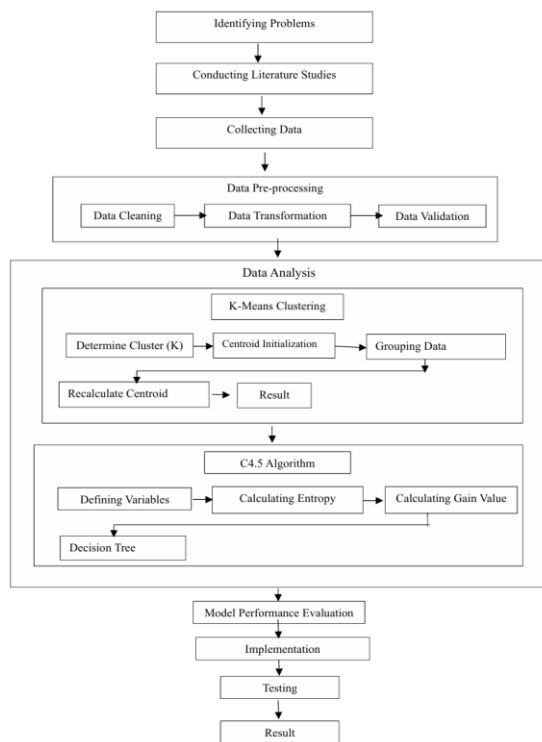 Identifying Problems
Conducting Literature Studies
Collecting Data
Data Pre-processing
Data Cleaning
Data Transformation
Data Validation
Data Analysis
K-Means Clustering
Determine Cluster (K)
Centroid Initialization
Grouping Data
Recalculate Centroid
Result
C4.5 Algorithm
Defining Variables
Calculating Entropy
Calculating Gain Value
Decision Tree
Model Performance Evaluation
Implementation
Testing
Result